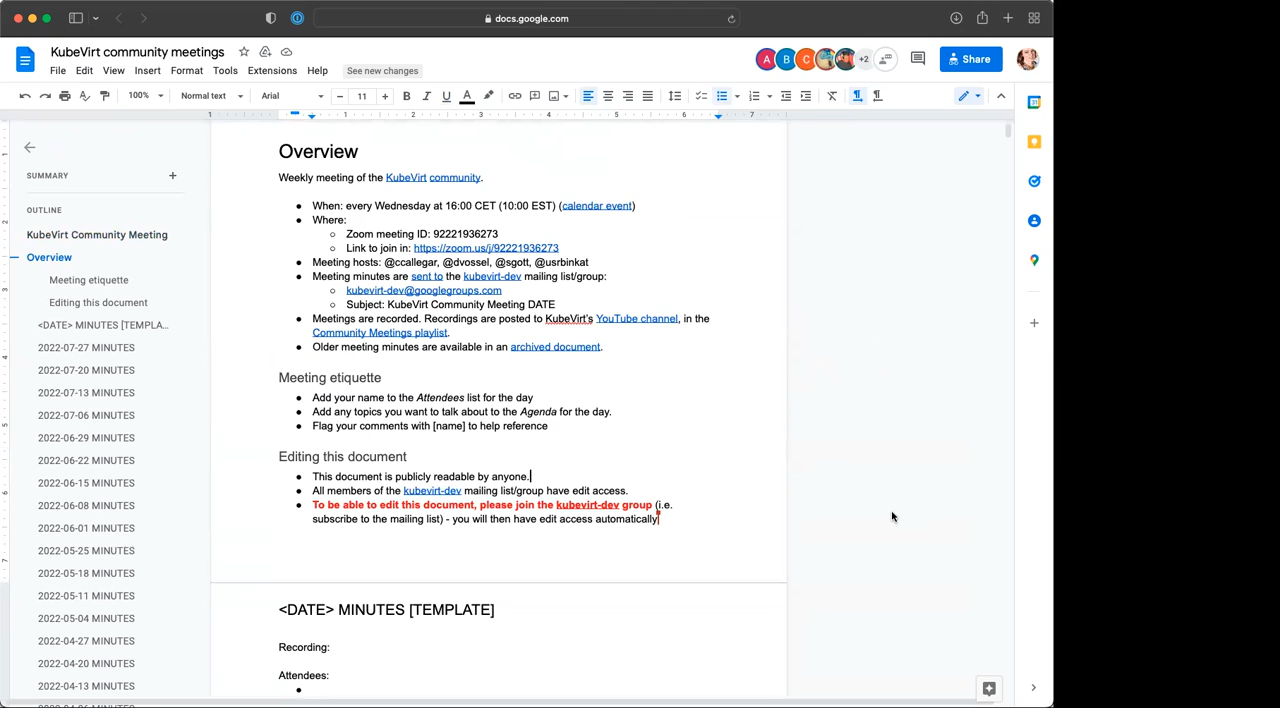 docs.google.com
KubeVirt community meetings
File Edit View Insert Format Tools Extensions Help See new changes
A B C +2 Share
100% Normal text Arial 11 B I U A
1 1 2 3 4 5 6 7
Overview
Weekly meeting of the KubeVirt community.
● When: every Wednesday at 16:00 CET (10:00 EST) (calendar event)
● Where:
○ Zoom meeting ID: 92221936273
○ Link to join in: https://zoom.us/j/92221936273
● Meeting hosts: @ccallegar, @dvossel, @sgott, @usrbinkat
● Meeting minutes are sent to the kubevirt-dev mailing list/group:
○ kubevirt-dev@googlegroups.com
○ Subject: KubeVirt Community Meeting DATE
● Meetings are recorded. Recordings are posted to KubeVirt's YouTube channel, in the
Community Meetings playlist.
● Older meeting minutes are available in an archived document.
Meeting etiquette
● Add your name to the Attendees list for the day
● Add any topics you want to talk about to the Agenda for the day.
● Flag your comments with [name] to help reference
Editing this document
● This document is publicly readable by anyone.
● All members of the kubevirt-dev mailing list/group have edit access.
● To be able to edit this document, please join the kubevirt-dev group (i.e.
subscribe to the mailing list) - you will then have edit access automatically
<DATE> MINUTES [TEMPLATE]
Recording:
Attendees:
●
SUMMARY
OUTLINE
KubeVirt Community Meeting
Overview
Meeting etiquette
Editing this document
<DATE> MINUTES [TEMPLA...
2022-07-27 MINUTES
2022-07-20 MINUTES
2022-07-13 MINUTES
2022-07-06 MINUTES
2022-06-29 MINUTES
2022-06-22 MINUTES
2022-06-15 MINUTES
2022-06-08 MINUTES
2022-06-01 MINUTES
2022-05-25 MINUTES
2022-05-18 MINUTES
2022-05-11 MINUTES
2022-05-04 MINUTES
2022-04-27 MINUTES
2022-04-20 MINUTES
2022-04-13 MINUTES